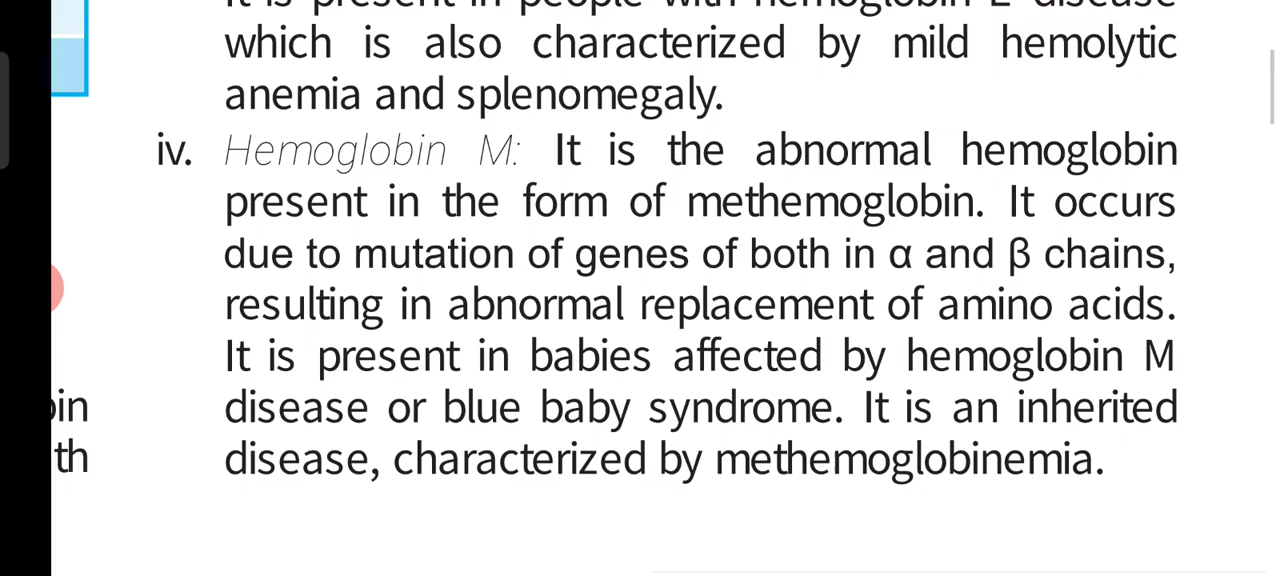 which is also characterized by mild hemolytic
anemia and splenomegaly.
iv. Hemoglobin M: It is the abnormal hemoglobin
present in the form of methemoglobin. It occurs
due to mutation of genes of both in α and β chains,
resulting in abnormal replacement of amino acids.
It is present in babies affected by hemoglobin M
disease or blue baby syndrome. It is an inherited
disease, characterized by methemoglobinemia.